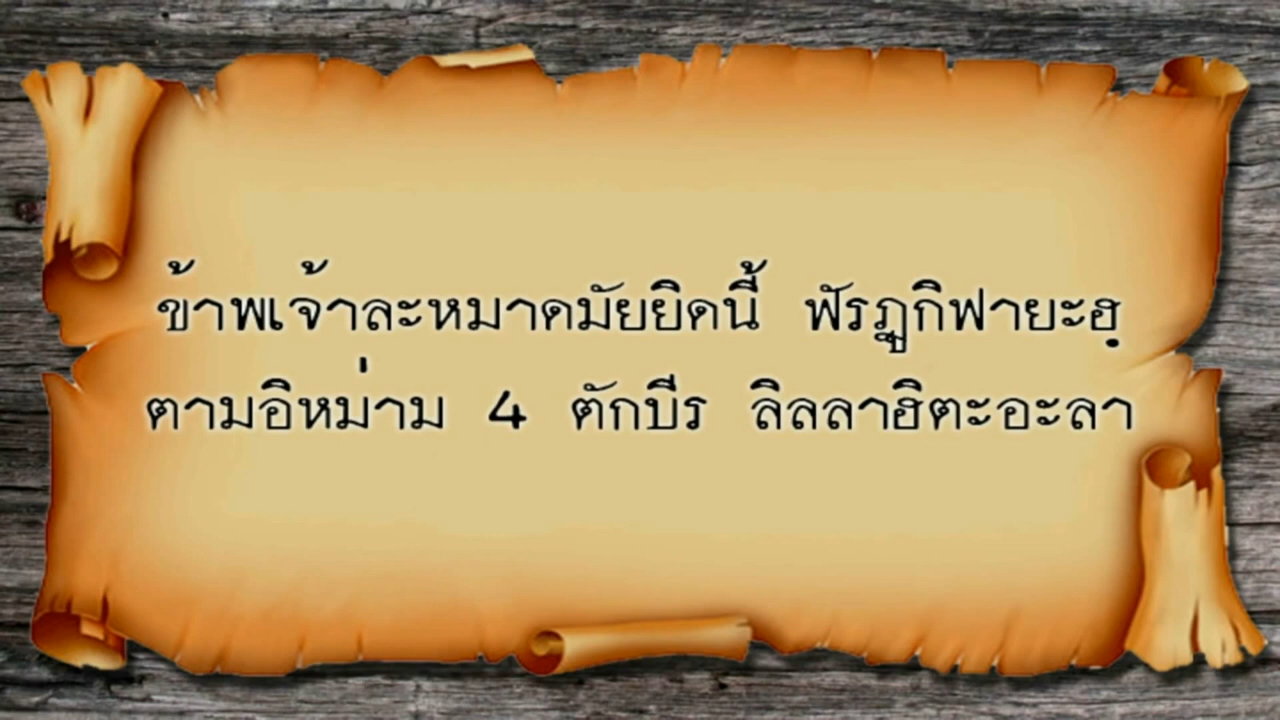 ข้าพเจ้าละหมาดมัยยิดนี้ ฟัรฎูกิฟายะฮฺ
ตามอิหม่าม 4 ตักบีร ลิลลาฮิตะอะลา